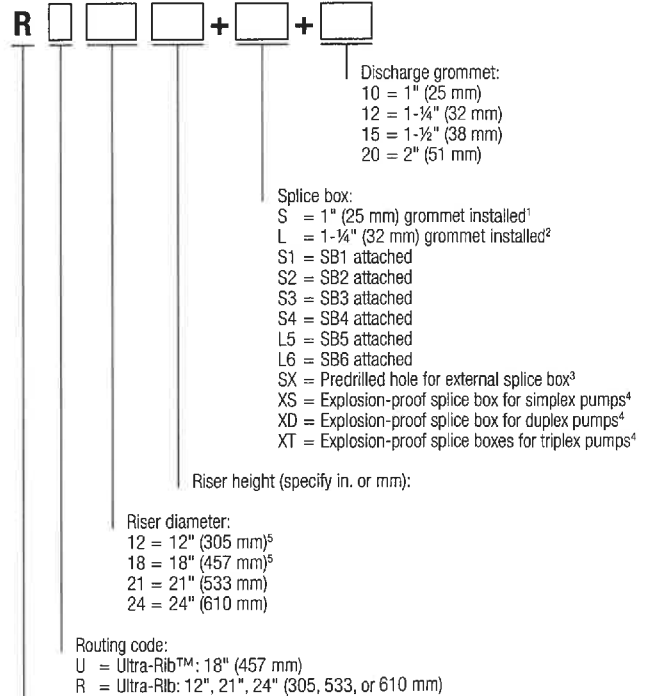 R + +
Discharge grommet:
10 = 1" (25 mm)
12 = 1-¼" (32 mm)
15 = 1-½" (38 mm)
20 = 2" (51 mm)
Splice box:
S = 1" (25 mm) grommet installed¹
L = 1-¼" (32 mm) grommet installed²
S1 = SB1 attached
S2 = SB2 attached
S3 = SB3 attached
S4 = SB4 attached
L5 = SB5 attached
L6 = SB6 attached
SX = Predrilled hole for external splice box³
XS = Explosion-proof splice box for simplex pumps⁴
XD = Explosion-proof splice box for duplex pumps⁴
XT = Explosion-proof splice boxes for triplex pumps⁴
Riser height (specify in. or mm):
Riser diameter:
12 = 12" (305 mm)⁵
18 = 18" (457 mm)⁵
21 = 21" (533 mm)
24 = 24" (610 mm)
Routing code:
U = Ultra-Rib™: 18" (457 mm)
R = Ultra-Rib: 12", 21", 24" (305, 533, or 610 mm)